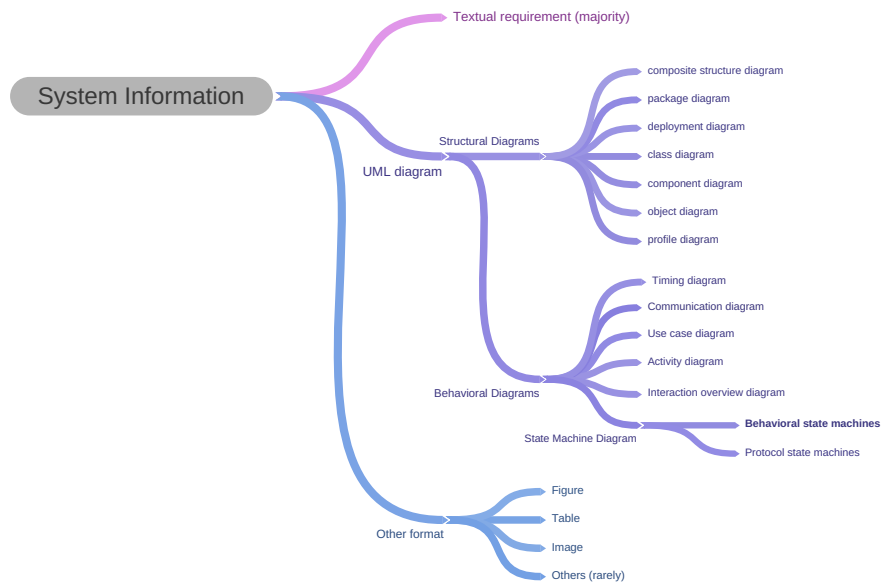 System Information
Textual requirement (majority)
UML diagram
Structural Diagrams
composite structure diagram
package diagram
deployment diagram
class diagram
component diagram
object diagram
profile diagram
Behavioral Diagrams
Timing diagram
Communication diagram
Use case diagram
Activity diagram
Interaction overview diagram
State Machine Diagram
Behavioral state machines
Protocol state machines
Other format
Figure
Table
Image
Others (rarely)